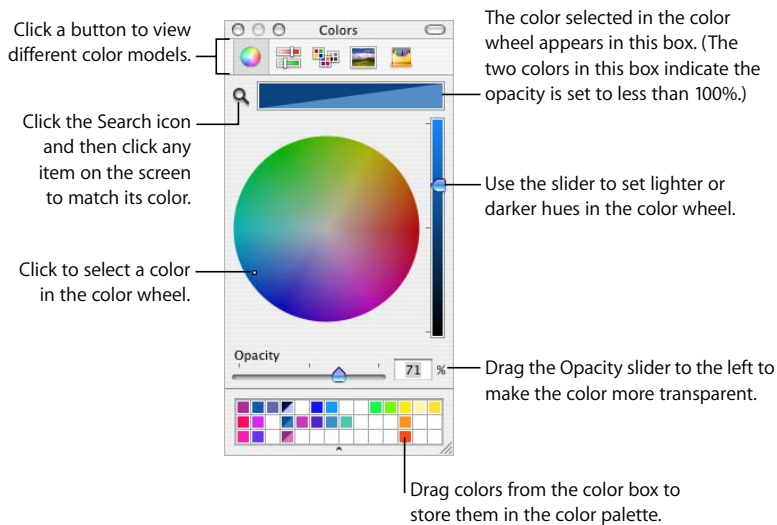 Click a button to view
different color models.
Colors
The color selected in the color
wheel appears in this box. (The
two colors in this box indicate the
opacity is set to less than 100%.)
Click the Search icon
and then click any
item on the screen
to match its color.
Use the slider to set lighter or
darker hues in the color wheel.
Click to select a color
in the color wheel.
Opacity
71 %
Drag the Opacity slider to the left to
make the color more transparent.
Drag colors from the color box to
store them in the color palette.